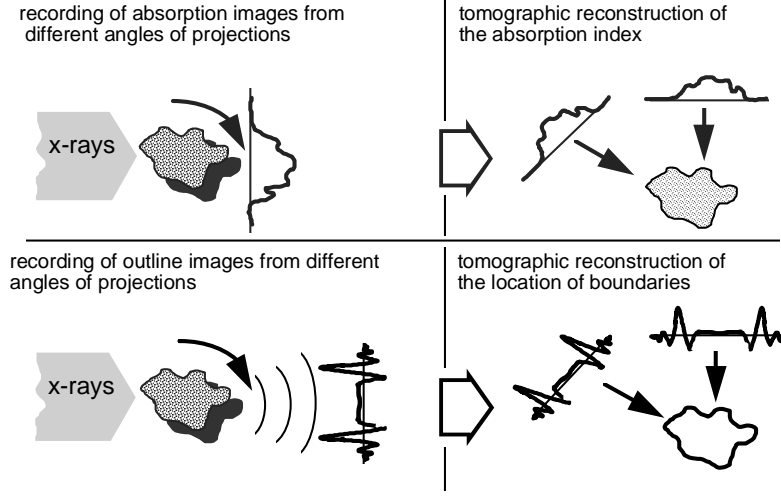 recording of absorption images from
different angles of projections
tomographic reconstruction of
the absorption index
x-rays
recording of outline images from different
angles of projections
tomographic reconstruction of
the location of boundaries
x-rays